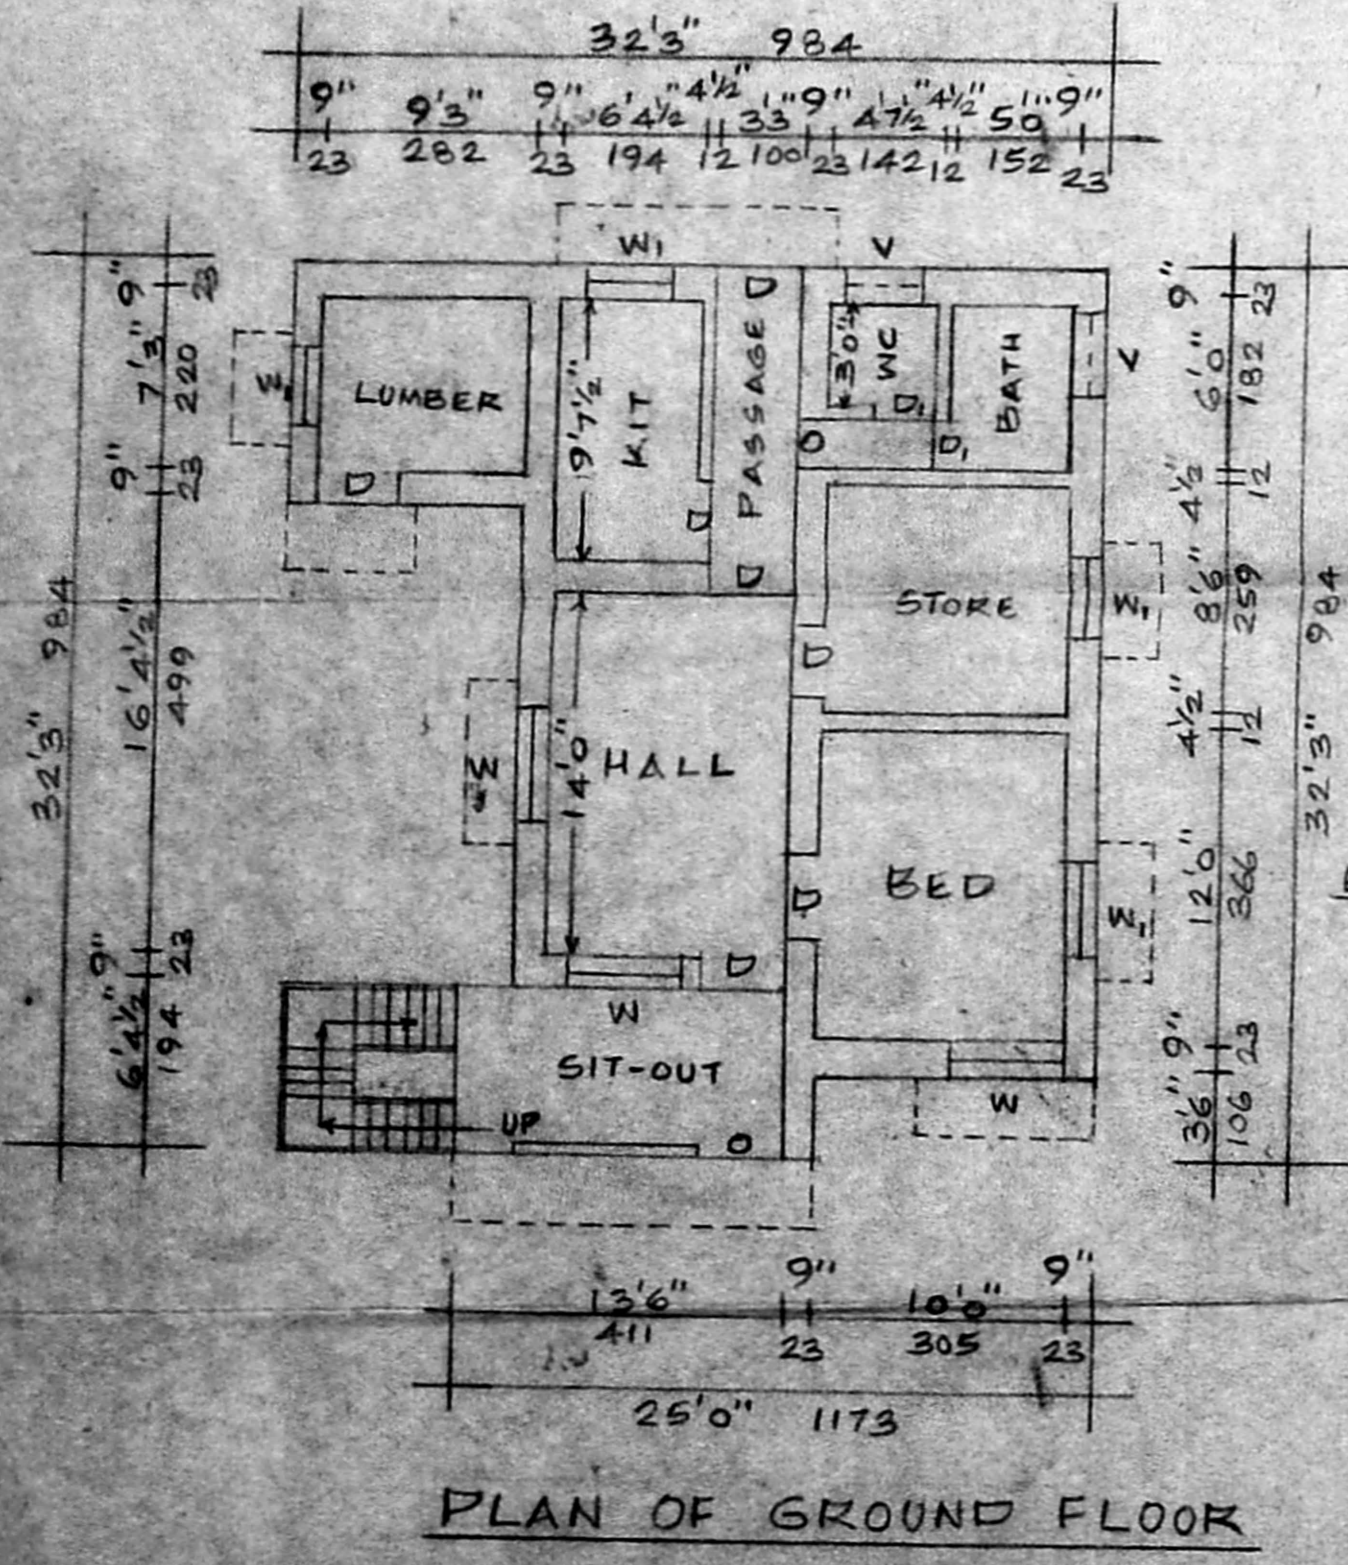 32'3" 984
9" 9'3" 9" 6'4½" 4½" 3'3" 9" 4'7½" 4½" 5'0" 9"
23 282 23 194 12 100 23 142 12 152 23
W1 V
LUMBER
W1
D
9'7½"
KIT
D
PASSAGE
D
D
3'0"
WC
D1
O
BATH
D1
V
STORE
W1
D
HALL
14'0"
W
D
BED
D
W
W
SIT-OUT
W
UP
O
9" 7'3" 9" 16'4½" 9" 6'4½"
23 220 23 499 23 194
32'3" 984
9" 6'0" 4½" 8'6" 4½" 12'0" 9" 3'6"
23 182 12 259 12 366 23 106
32'3" 984
13'6" 9" 10'0" 9"
411 23 305 23
25'0" 1173
PLAN OF GROUND FLOOR